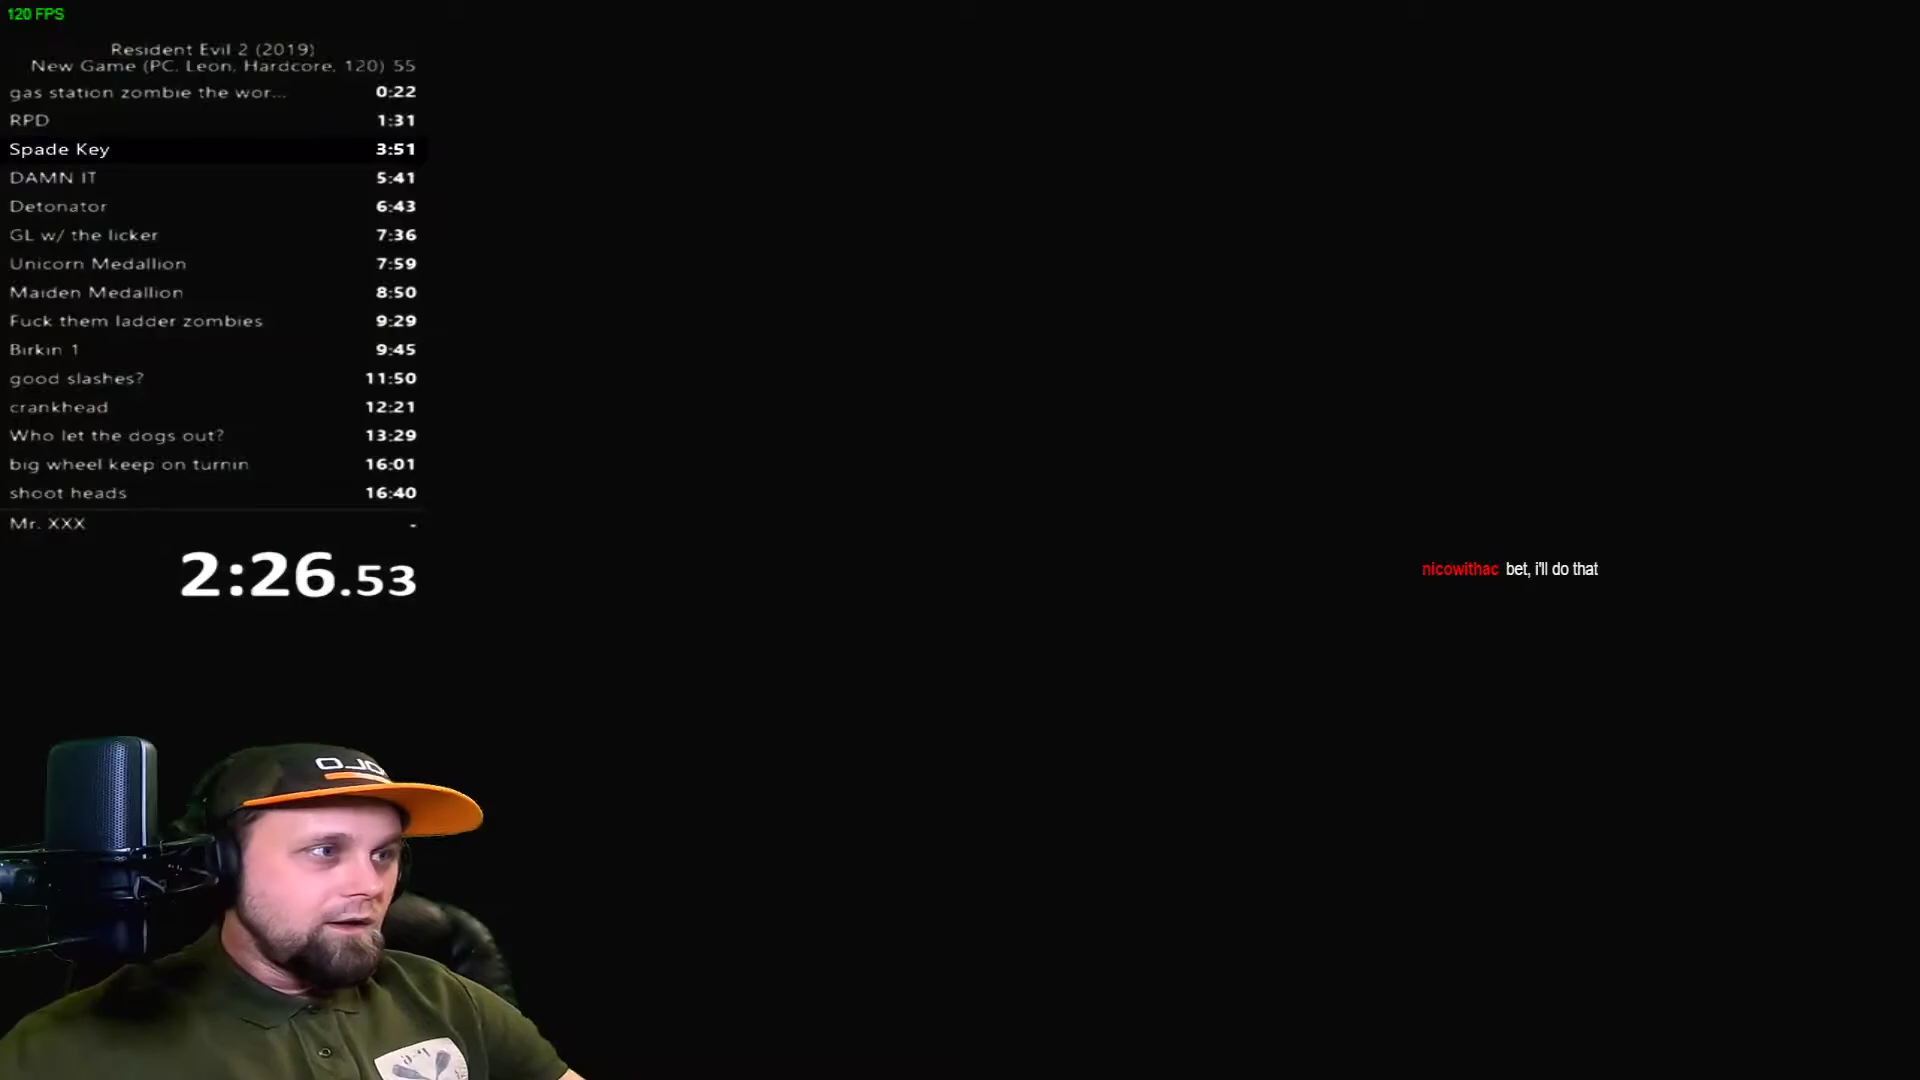 120 FPS
Resident Evil 2 (2019)
New Game (PC, Leon, Hardcore, 120) 55
gas station zombie the wor... 0:22
RPD 1:31
Spade Key 3:51
DAMN IT 5:41
Detonator 6:43
GL w/ the licker 7:36
Unicorn Medallion 7:59
Maiden Medallion 8:50
Fuck them ladder zombies 9:29
Birkin 1 9:45
good slashes? 11:50
crankhead 12:21
Who let the dogs out? 13:29
big wheel keep on turnin 16:01
shoot heads 16:40
Mr. XXX -
2:26.53
nicowithac bet, i'll do that